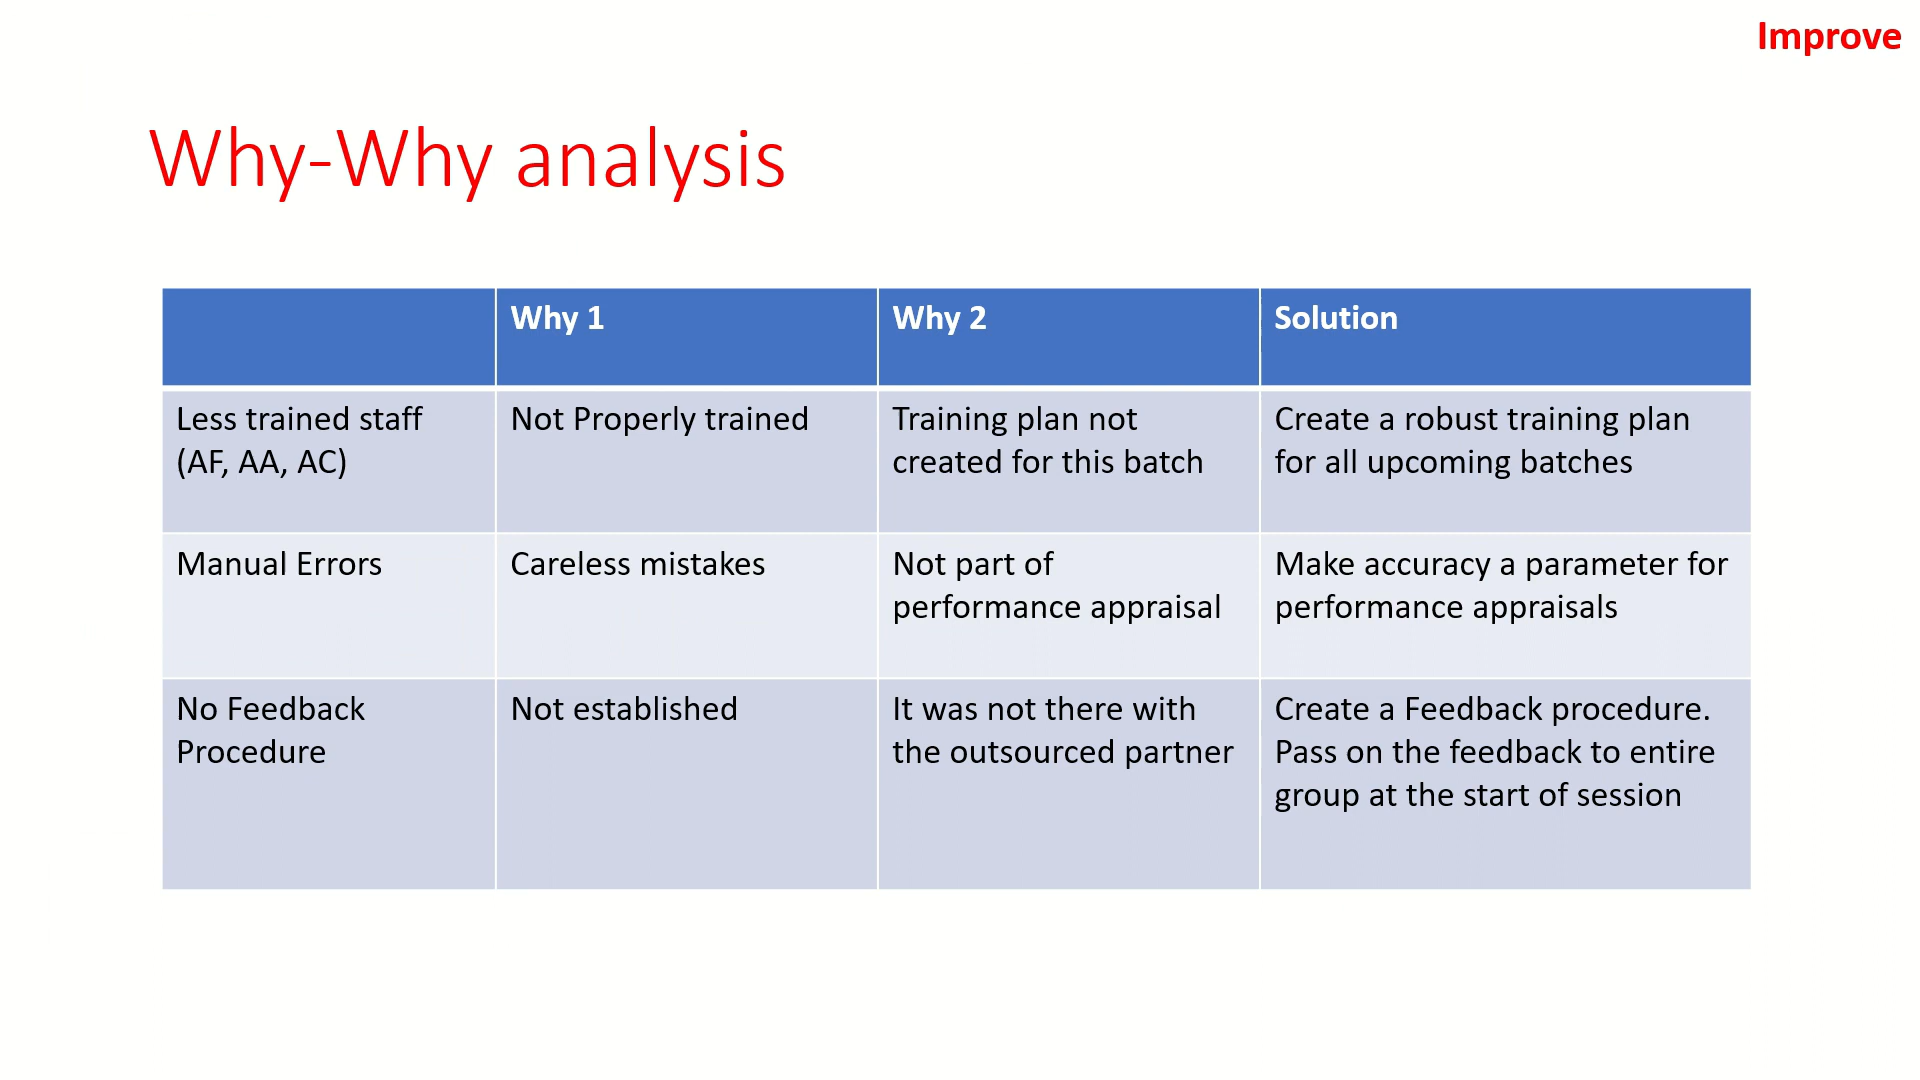 Improve
Why-Why analysis
Why 1
Why 2
Solution
Less trained staff
(AF, AA, AC)
Not Properly trained
Training plan not
created for this batch
Create a robust training plan
for all upcoming batches
Manual Errors
Careless mistakes
Not part of
performance appraisal
Make accuracy a parameter for
performance appraisals
No Feedback
Procedure
Not established
It was not there with
the outsourced partner
Create a Feedback procedure.
Pass on the feedback to entire
group at the start of session